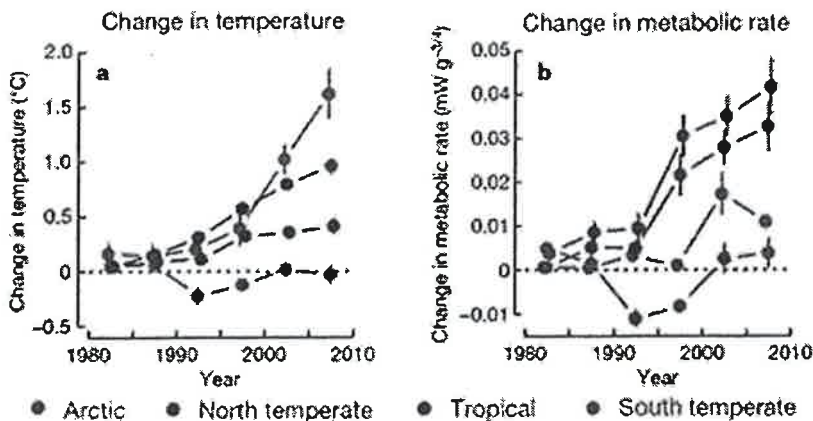 Change in temperature
Change in metabolic rate
a
Change in temperature (°C)
2.0
1.5
1.0
0.5
0
−0.5
1980
1990
2000
2010
Year
b
Change in metabolic rate (mW g⁻³/⁴)
0.05
0.04
0.03
0.02
0.01
0
−0.01
1980
1990
2000
2010
Year
Arctic North temperate Tropical South temperate